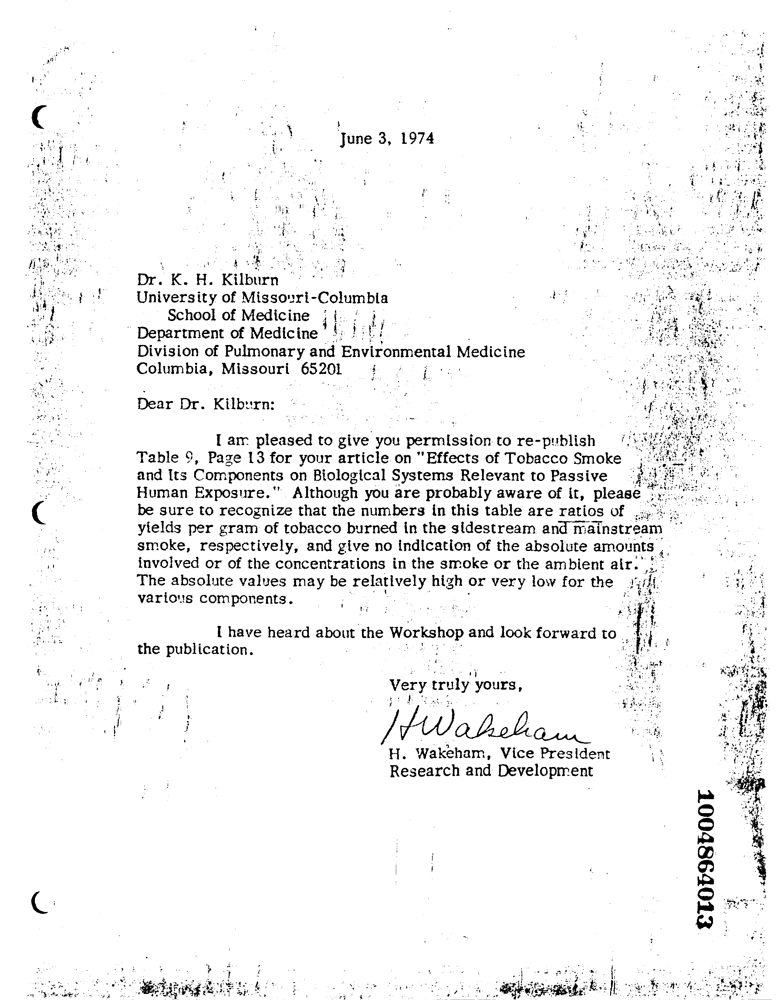 June 3, 1974
Dr. K. H. Kilburn
University of Missouri-Columbia
School of Medicine
Department of Medicine
Division of Pulmonary and Environmental Medicine
Columbia, Missouri 65201
Dear Dr. Kilburn:
I am pleased to give you permission to re-publish
Table 9, Page 13 for your article on "Effects of Tobacco Smoke
and Its Components on Biological Systems Relevant to Passive
Human Exposure." Although you are probably aware of it, please
be sure to recognize that the numbers in this table are ratios of
yields per gram of tobacco burned in the sidestream and mainstream
smoke, respectively, and give no indication of the absolute amounts
involved or of the concentrations in the smoke or the ambient air.
The absolute values may be relatively high or very low for the
various components.
I have heard about the Workshop and look forward to
the publication.
Very truly yours,
HWakeham
H. Wakeham, Vice President
Research and Development
1004864013